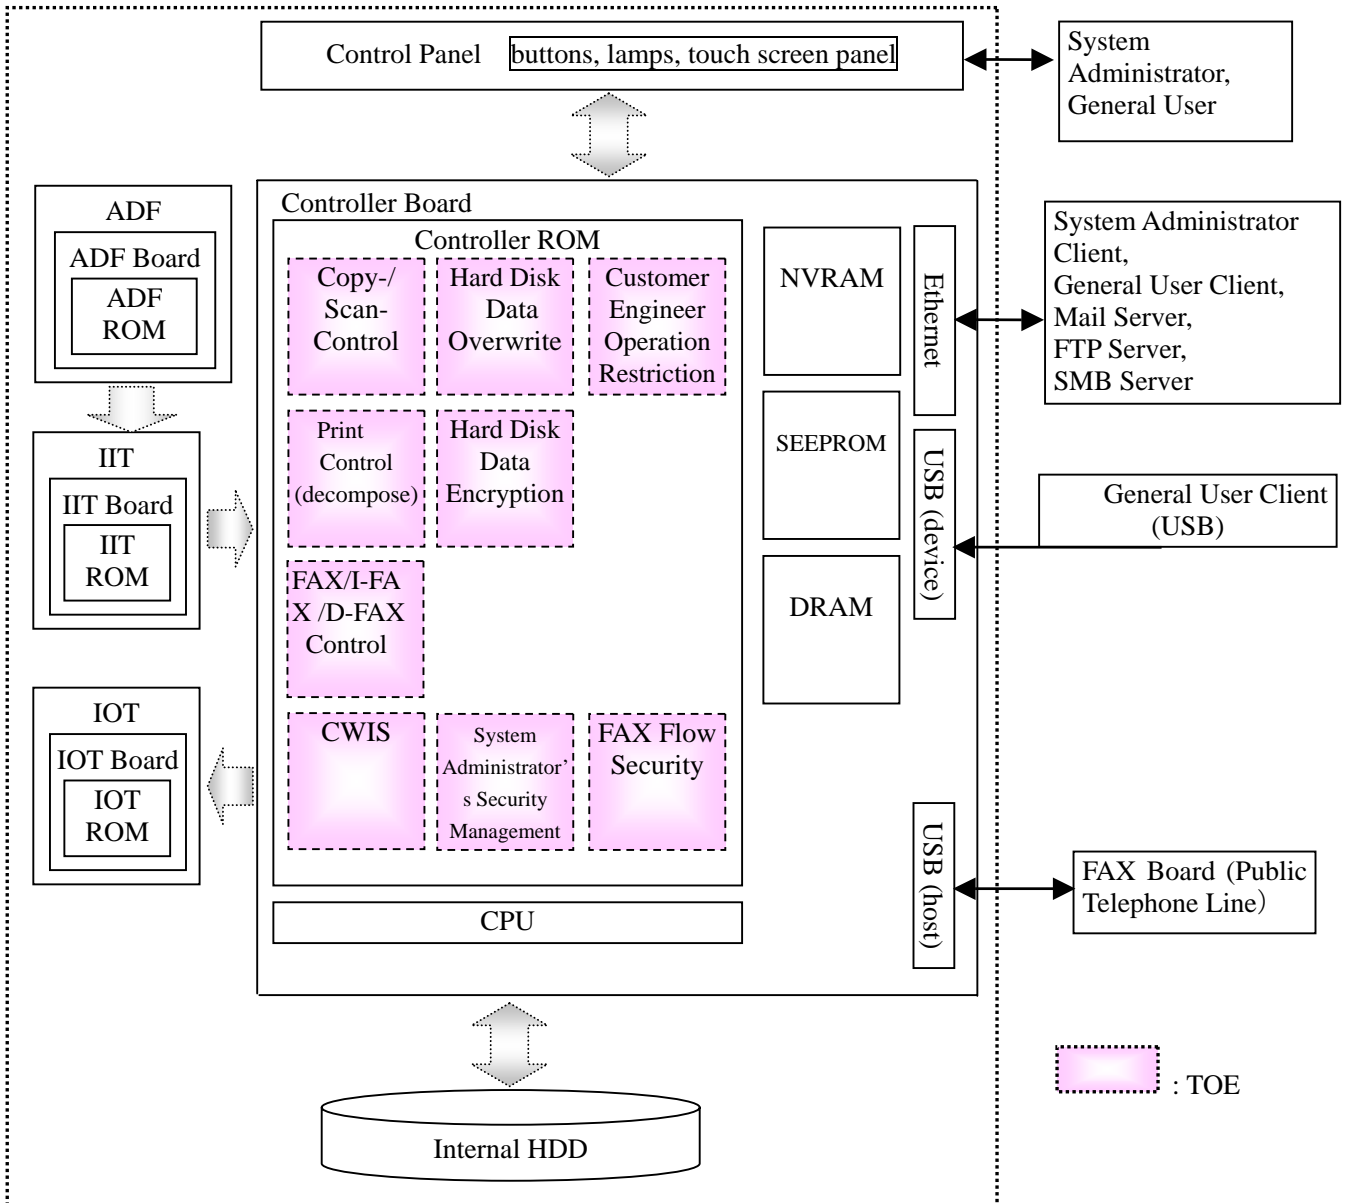 Control Panel
buttons, lamps, touch screen panel
System
Administrator,
General User
ADF
ADF Board
ADF
ROM
IIT
IIT Board
IIT
ROM
IOT
IOT Board
IOT
ROM
Controller Board
Controller ROM
Copy-/
Scan-
Control
Hard Disk
Data
Overwrite
Customer
Engineer
Operation
Restriction
Print
Control
(decompose)
Hard Disk
Data
Encryption
FAX/I-FA
X /D-FAX
Control
CWIS
System
Administrator’
s Security
Management
FAX Flow
Security
CPU
NVRAM
SEEPROM
DRAM
Ethernet
USB (device)
USB (host)
System Administrator
Client,
General User Client,
Mail Server,
FTP Server,
SMB Server
General User Client
(USB)
FAX Board (Public
Telephone Line）
Internal HDD
: TOE